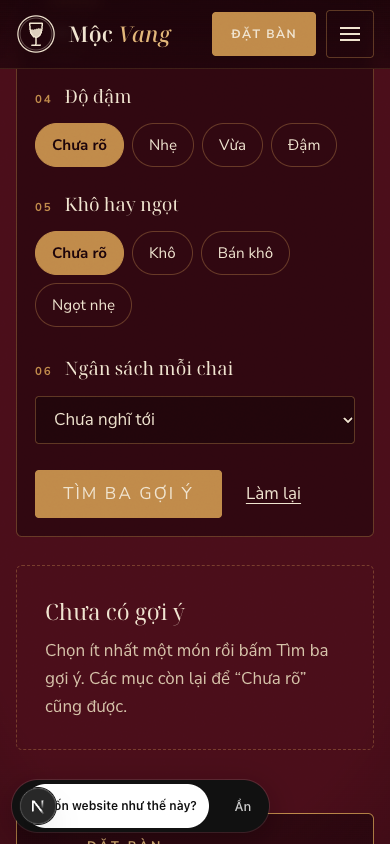 Mộc Vang
ĐẶT BÀN
04 Độ đậm
Chưa rõ Nhẹ Vừa Đậm
05 Khô hay ngọt
Chưa rõ Khô Bán khô
Ngọt nhẹ
06 Ngân sách mỗi chai
Chưa nghĩ tới
TÌM BA GỢI Ý Làm lại
Chưa có gợi ý
Chọn ít nhất một món rồi bấm Tìm ba
gợi ý. Các mục còn lại để “Chưa rõ”
cũng được.
N website như thế này? Ẩn
ĐẶT BÀN